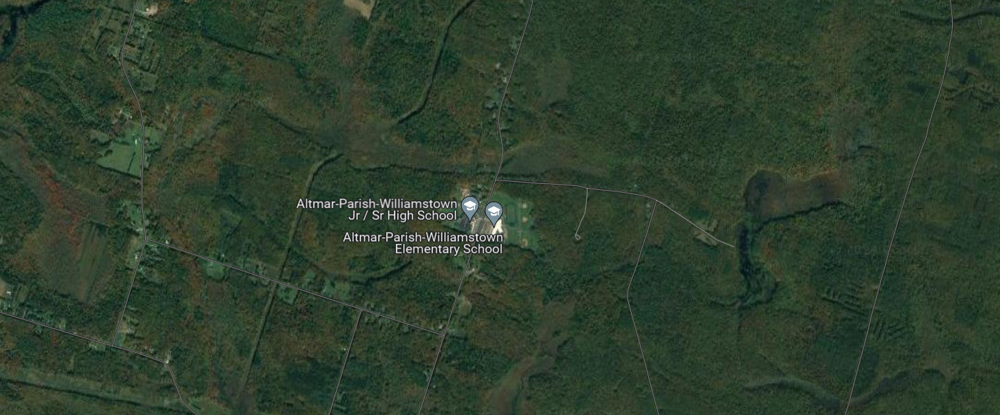 Altmar-Parish-Williamstown
Jr / Sr High School
Altmar-Parish-Williamstown
Elementary School